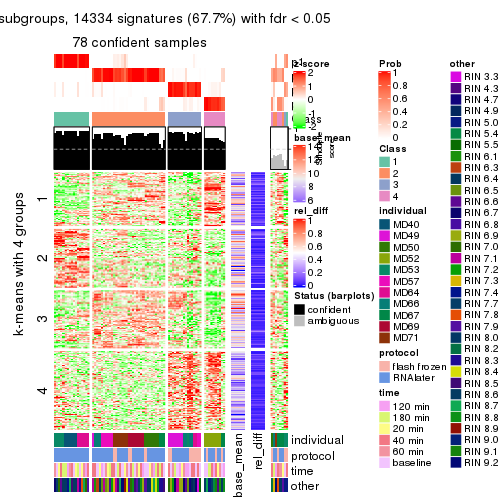 subgroups, 14334 signatures (67.7%) with fdr < 0.05
78 confident samples
k-means with 4 groups
1
2
3
4
base_mean
rel_diff
individual
protocol
time
other
z-score
2
1
0
-1
-2
base_mean
16
14
8
6
rel_diff
1
0.8
0.6
0.4
0.2
0
Status (barplots)
confident
ambiguous
Prob
1
0.8
0.6
0.4
0.2
0
Class
1
2
3
4
individual
MD40
MD49
MD50
MD52
MD53
MD57
MD64
MD66
MD67
MD69
MD71
protocol
flash frozen
RNAlater
time
120 min
180 min
20 min
40 min
60 min
baseline
other
RIN 3.3
RIN 4.3
RIN 4.7
RIN 4.9
RIN 5.0
RIN 5.4
RIN 5.5
RIN 6.1
RIN 6.3
RIN 6.4
RIN 6.5
RIN 6.6
RIN 6.7
RIN 6.8
RIN 6.9
RIN 7.0
RIN 7.1
RIN 7.2
RIN 7.3
RIN 7.4
RIN 7.7
RIN 7.8
RIN 7.9
RIN 8.0
RIN 8.2
RIN 8.3
RIN 8.4
RIN 8.5
RIN 8.6
RIN 8.7
RIN 8.8
RIN 8.9
RIN 9.0
RIN 9.1
RIN 9.2